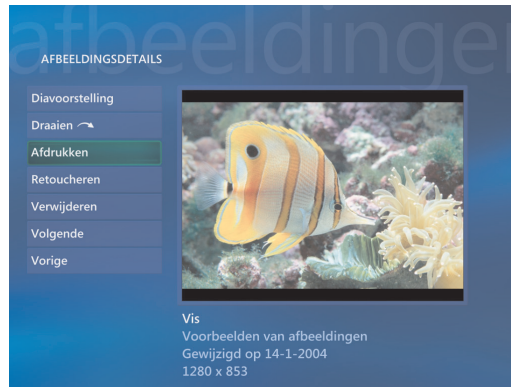 afbeeldingen
AFBEELDINGSDETAILS
Diavoorstelling
Draaien
Afdrukken
Retoucheren
Verwijderen
Volgende
Vorige
Vis
Voorbeelden van afbeeldingen
Gewijzigd op 14-1-2004
1280 x 853